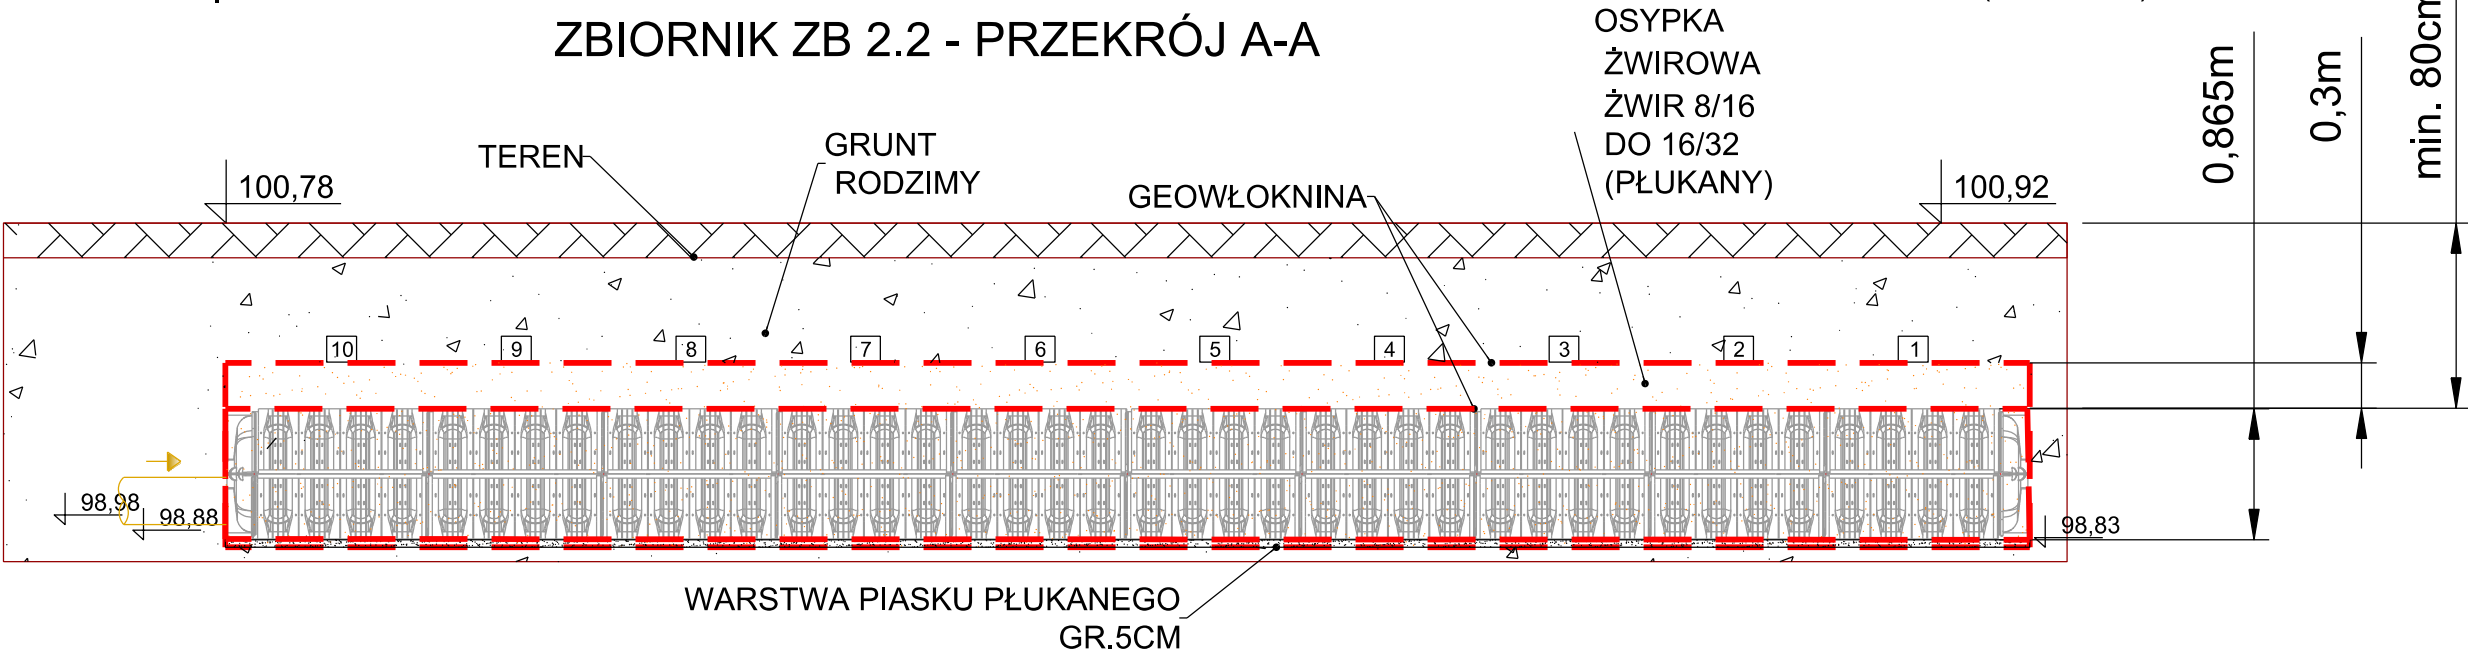 ZBIORNIK ZB 2.2 - PRZEKRÓJ A-A
OSYPKA
ŻWIROWA
ŻWIR 8/16
DO 16/32
(PŁUKANY)
0,865m
0,3m
min. 80cm
TEREN
GRUNT
RODZIMY
GEOWŁOKNINA
100,78
100,92
10
9
8
7
6
5
4
3
2
1
98,98
98,88
98,83
WARSTWA PIASKU PŁUKANEGO
GR.5CM